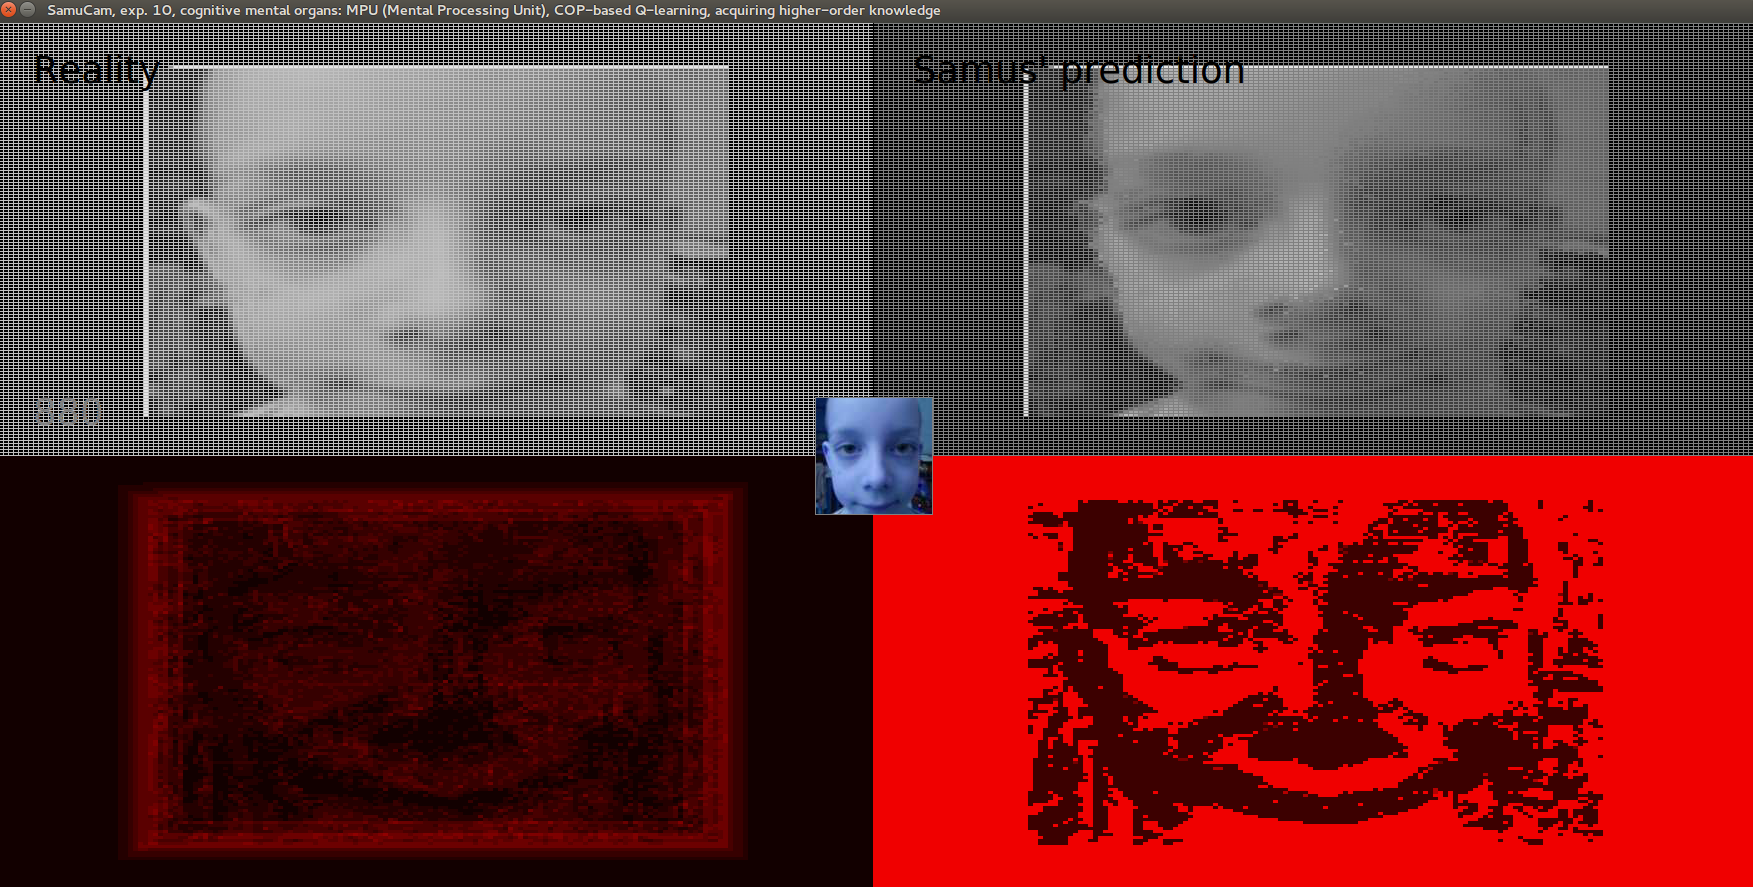 SamuCam, exp. 10, cognitive mental organs: MPU (Mental Processing Unit), COP-based Q-learning, acquiring higher-order knowledge
Reality
Samus' prediction
880